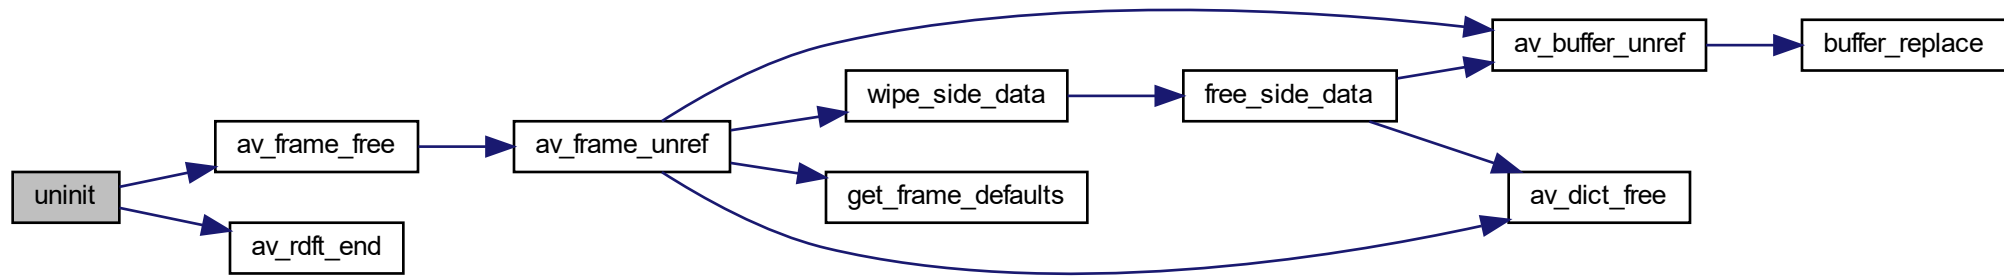 uninit
av_frame_free
av_rdft_end
av_frame_unref
wipe_side_data
get_frame_defaults
free_side_data
av_buffer_unref
av_dict_free
buffer_replace